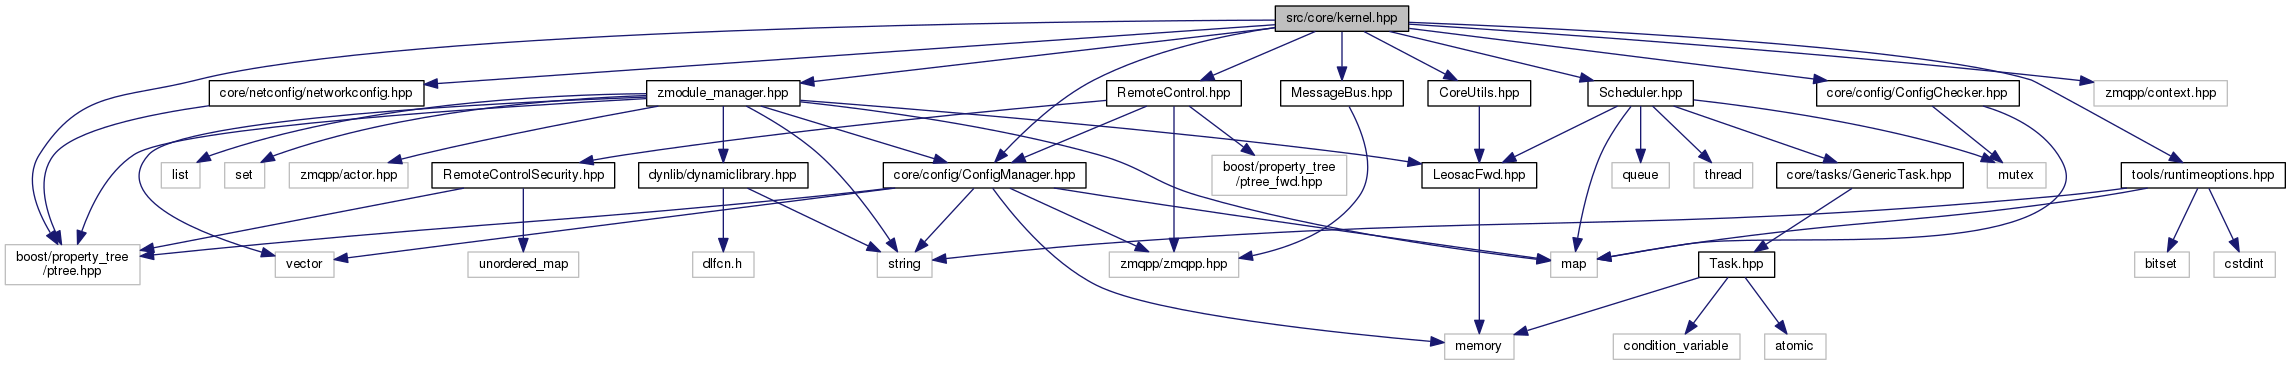 src/core/kernel.hpp
core/netconfig/networkconfig.hpp
zmodule_manager.hpp
RemoteControl.hpp
MessageBus.hpp
CoreUtils.hpp
Scheduler.hpp
core/config/ConfigChecker.hpp
zmqpp/context.hpp
list
set
zmqpp/actor.hpp
RemoteControlSecurity.hpp
dynlib/dynamiclibrary.hpp
core/config/ConfigManager.hpp
boost/property_tree
/ptree_fwd.hpp
LeosacFwd.hpp
queue
thread
core/tasks/GenericTask.hpp
mutex
tools/runtimeoptions.hpp
boost/property_tree
/ptree.hpp
vector
unordered_map
dlfcn.h
string
zmqpp/zmqpp.hpp
map
Task.hpp
bitset
cstdint
memory
condition_variable
atomic